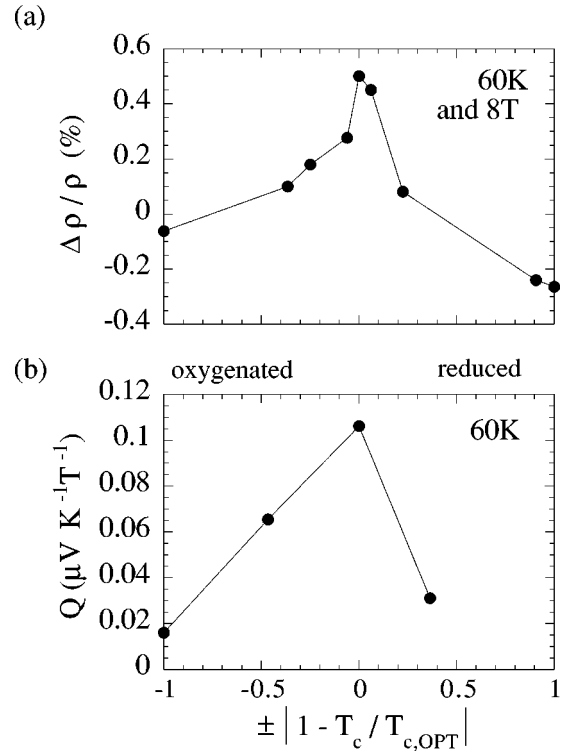 (a)
0.6
0.4
0.2
0
-0.2
-0.4
Δρ / ρ (%)
60K
and 8T
(b)
oxygenated
reduced
0.12
0.1
0.08
0.06
0.04
0.02
0
Q (μV K⁻¹T⁻¹)
60K
-1 -0.5 0 0.5 1
± | 1 - T_c / T_c,OPT |